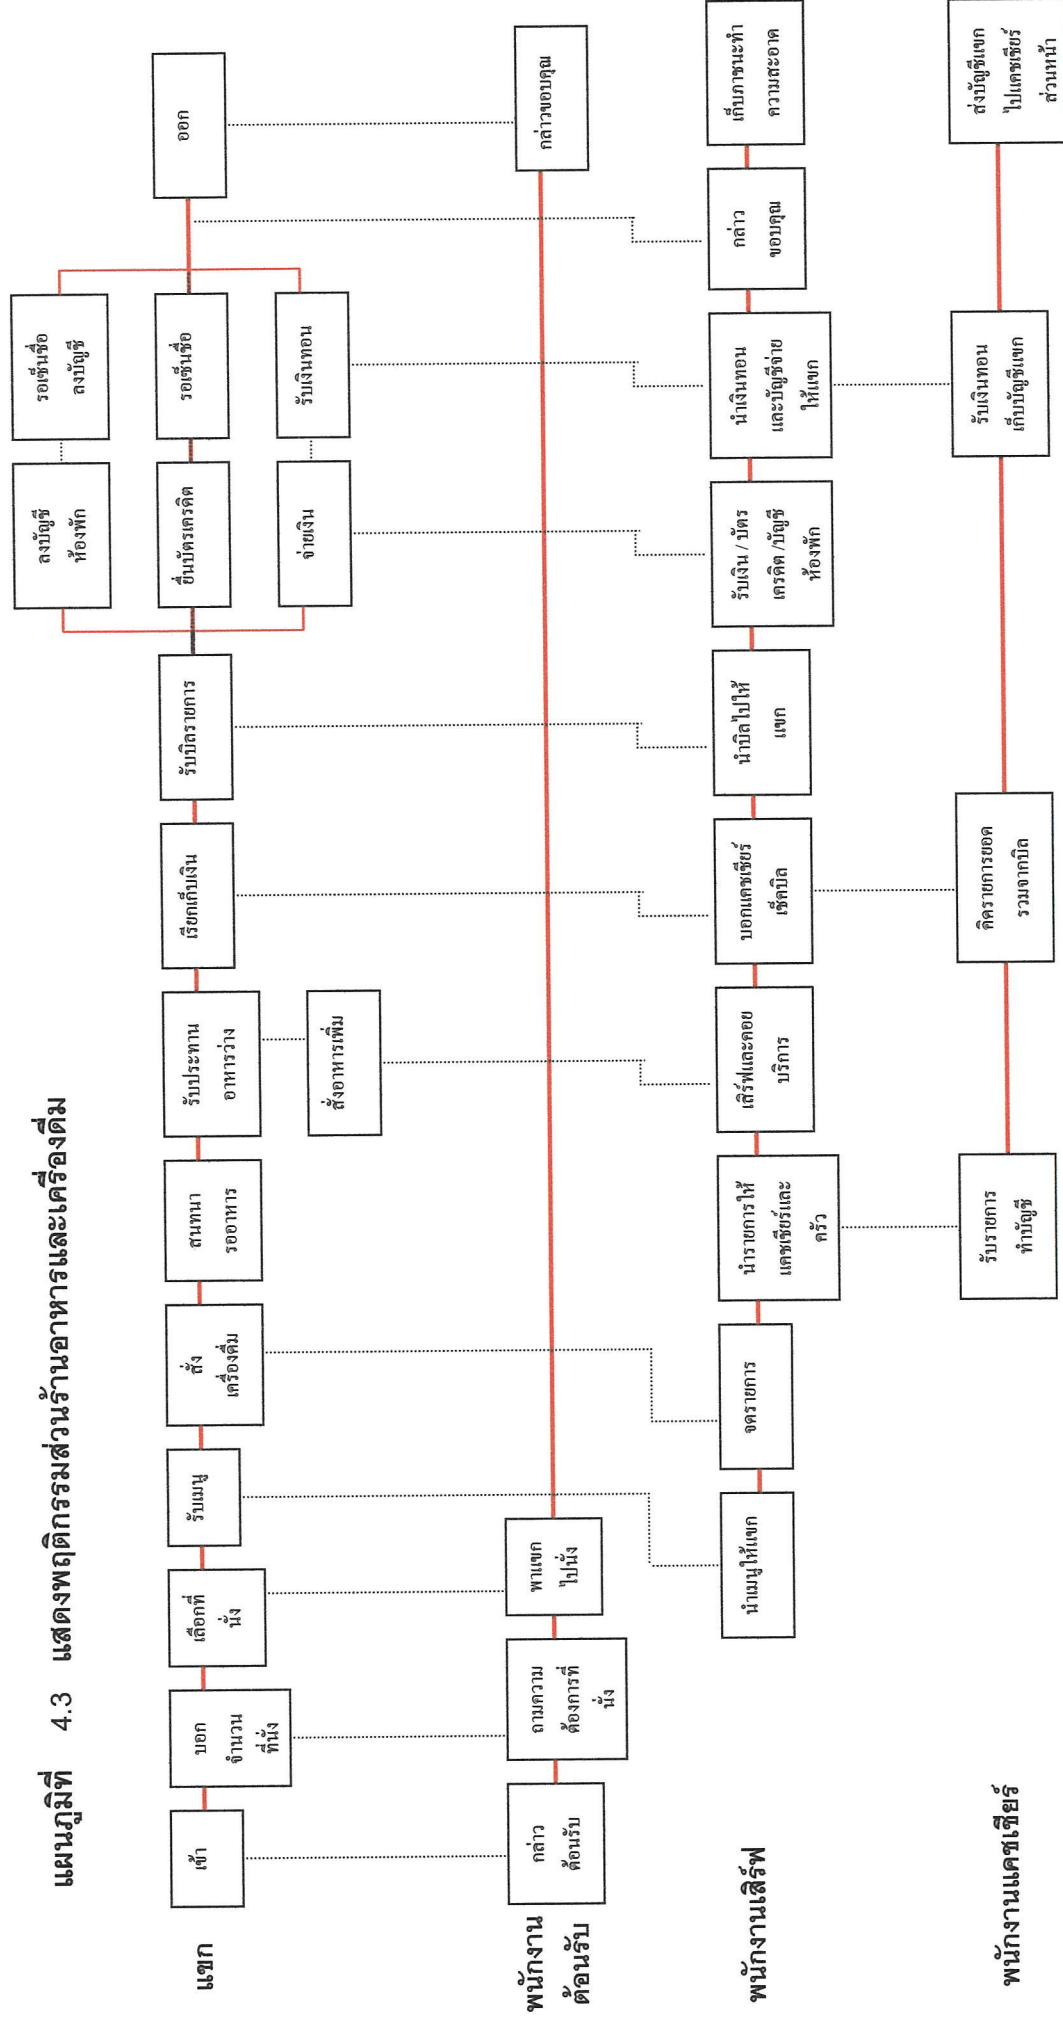 แผนภูมิที่ 4.3 แสดงพฤติกรรมส่วนร้านอาหารและเครื่องดื่ม
แขก
เข้า
บอก
จำนวน
ที่นั่ง
เลือกที่
นั่ง
รับเมนู
สั่ง
เครื่องดื่ม
สนทนา
รออาหาร
รับประทาน
อาหารว่าง
สั่งอาหารเพิ่ม
เรียกเก็บเงิน
รับบิลรายการ
ลงบัญชี
ห้องพัก
รอเซ็นชื่อ
ลงบัญชี
ยื่นบัตรเครดิต
รอเซ็นชื่อ
จ่ายเงิน
รับเงินทอน
ออก
พนักงาน
ต้อนรับ
กล่าว
ต้อนรับ
ถามความ
ต้องการที่
นั่ง
พาแขก
ไปนั่ง
กล่าวขอบคุณ
พนักงานเสิร์ฟ
นำเมนูให้แขก
จดรายการ
นำรายการให้
แคชเชียร์และ
ครัว
เสิร์ฟและคอย
บริการ
บอกแคชเชียร์
เช็คบิล
นำบิลไปให้
แขก
รับเงิน / บัตร
เครดิต /บัญชี
ห้องพัก
นำเงินทอน
และบัญชีจ่าย
ให้แขก
กล่าว
ขอบคุณ
เก็บภาชนะทำ
ความสะอาด
พนักงานแคชเชียร์
รับรายการ
ทำบัญชี
คิดรายการยอด
รวมจากบิล
รับเงินทอน
เก็บบัญชีแขก
ส่งบัญชีแขก
ไปแคชเชียร์
ส่วนหน้า